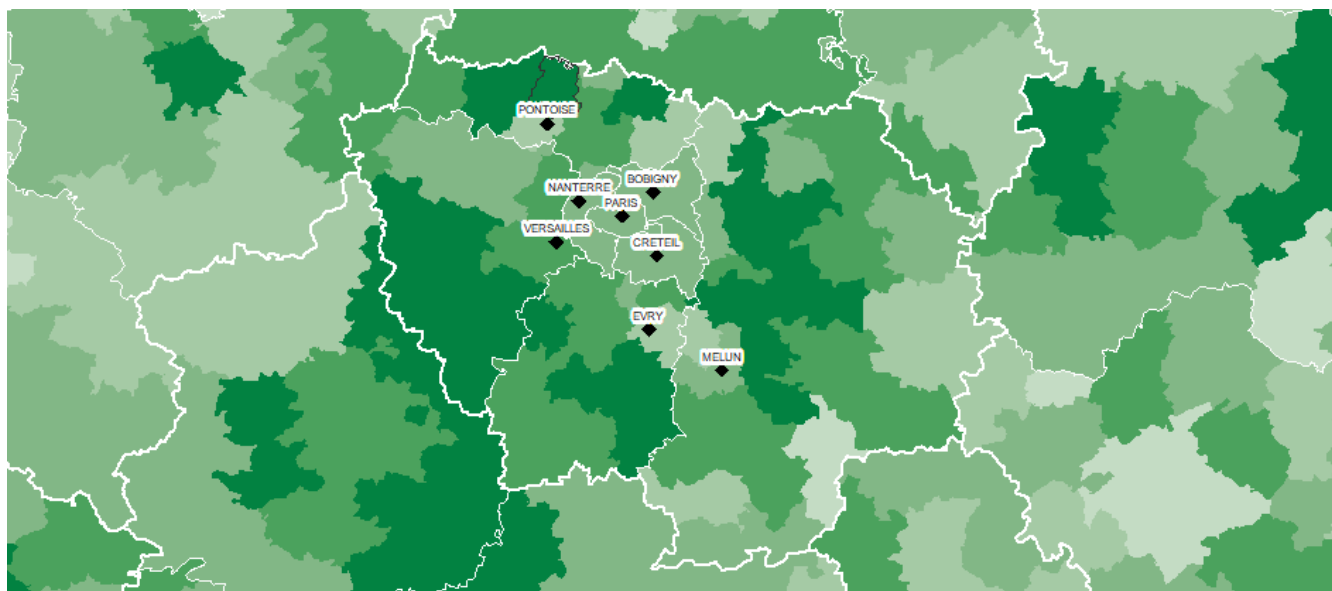 PONTOISE
NANTERRE
BOBIGNY
PARIS
VERSAILLES
CRETEIL
EVRY
MELUN